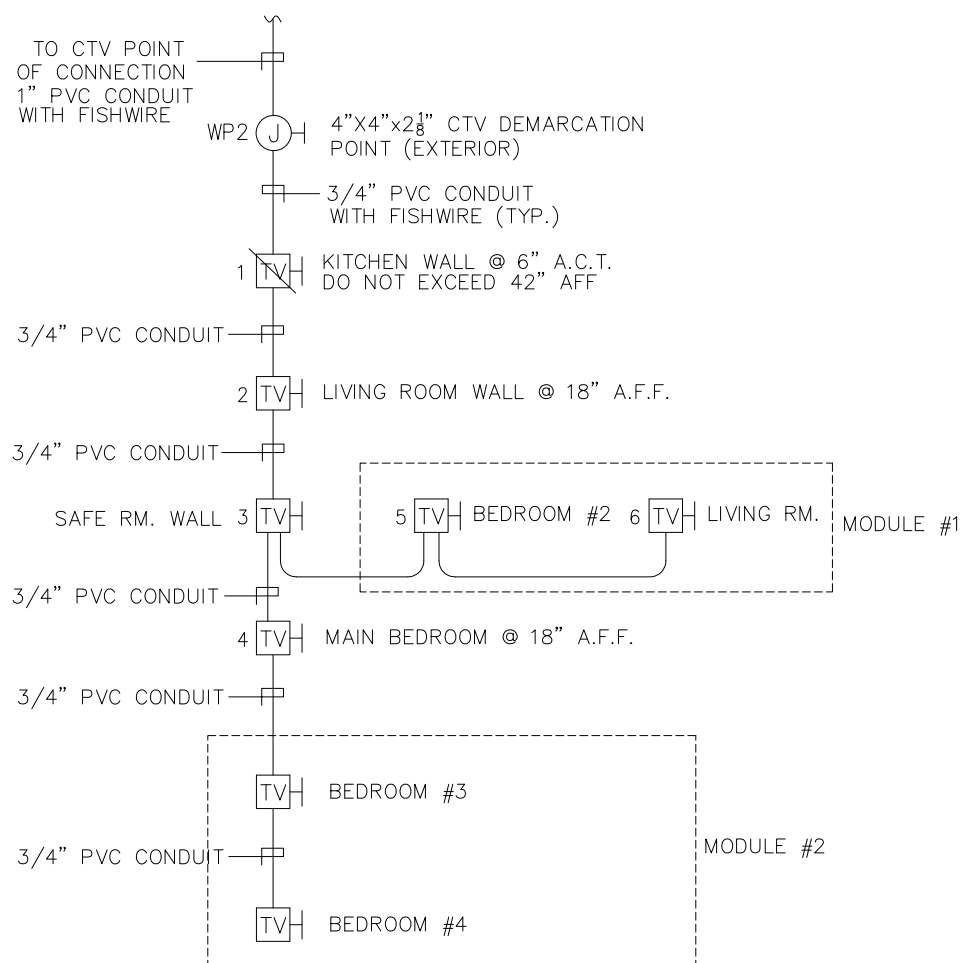 TO CTV POINT
OF CONNECTION
1" PVC CONDUIT
WITH FISHWIRE
WP2 J 4"X4"x2 1/8" CTV DEMARCATION
POINT (EXTERIOR)
3/4" PVC CONDUIT
WITH FISHWIRE (TYP.)
1 TV KITCHEN WALL @ 6" A.C.T.
DO NOT EXCEED 42" AFF
3/4" PVC CONDUIT
2 TV LIVING ROOM WALL @ 18" A.F.F.
3/4" PVC CONDUIT
SAFE RM. WALL 3 TV
5 TV BEDROOM #2 6 TV LIVING RM.
MODULE #1
3/4" PVC CONDUIT
4 TV MAIN BEDROOM @ 18" A.F.F.
3/4" PVC CONDUIT
TV BEDROOM #3
3/4" PVC CONDUIT
MODULE #2
TV BEDROOM #4